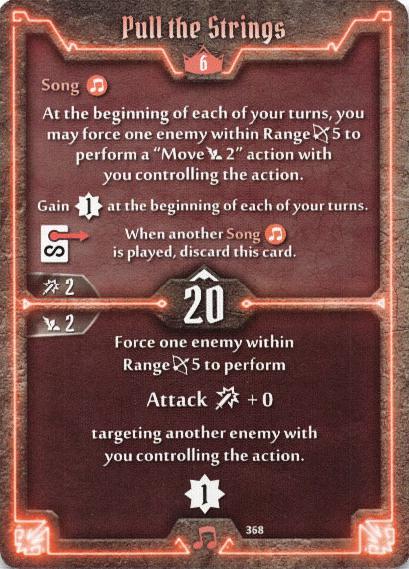 Pull the Strings
6
Song
At the beginning of each of your turns, you
may force one enemy within Range 5 to
perform a “Move 2” action with
you controlling the action.
Gain 1 at the beginning of each of your turns.
When another Song
is played, discard this card.
S
2
20
2
Force one enemy within
Range 5 to perform
Attack + 0
targeting another enemy with
you controlling the action.
1
368